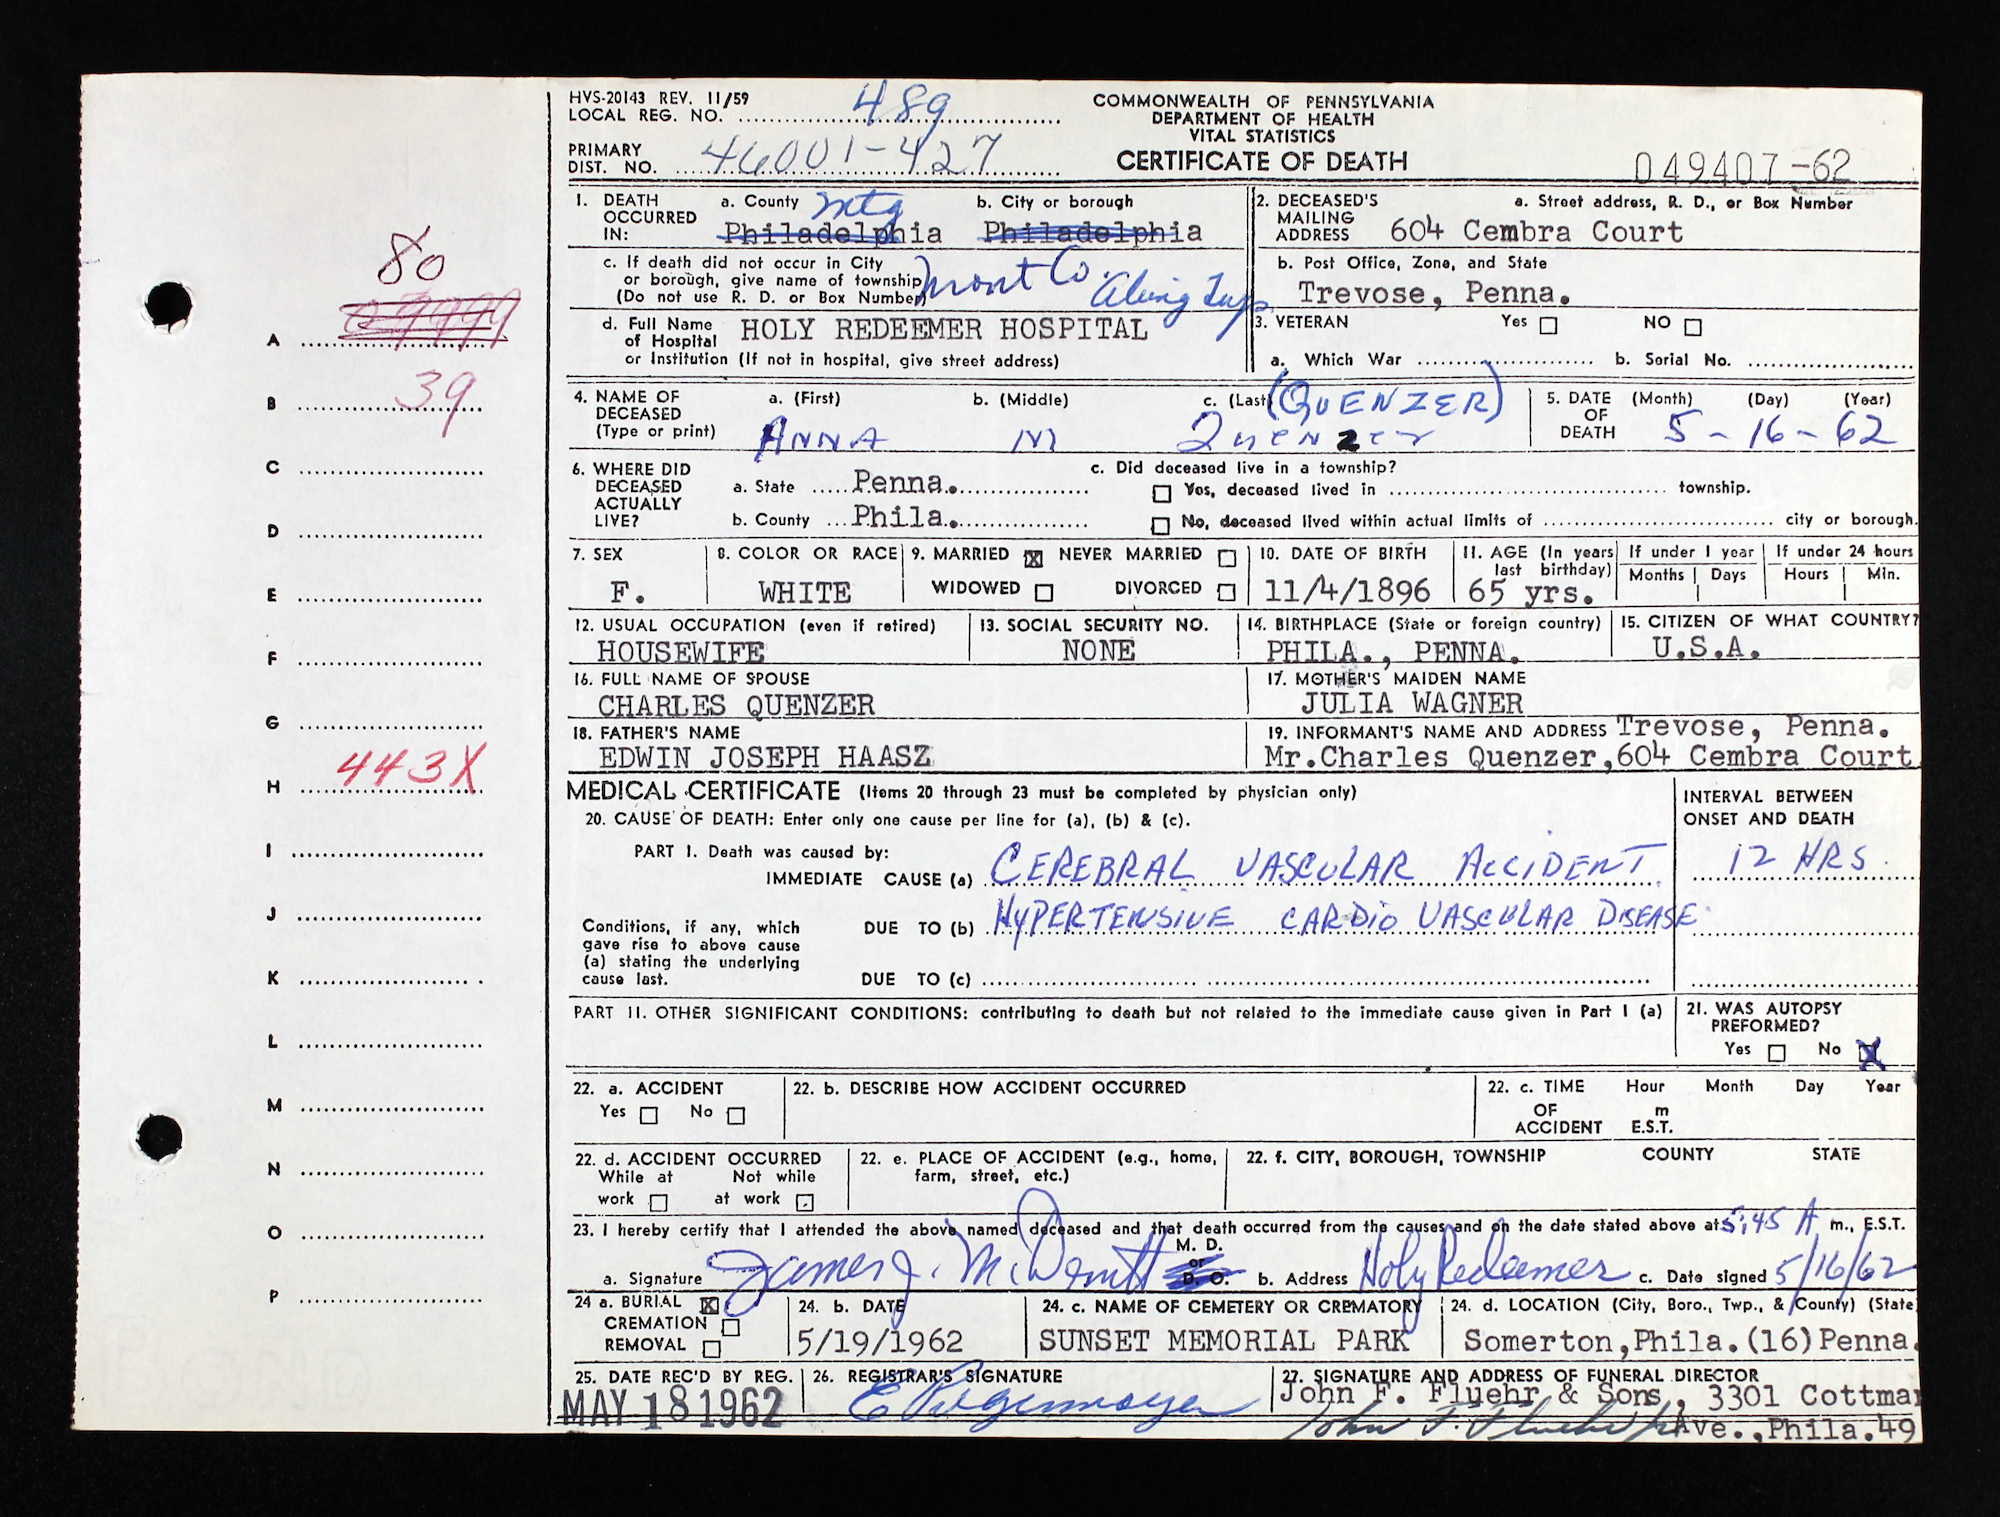 HVS-20143 REV. 11/59
LOCAL REG. NO. 489
PRIMARY
DIST. NO. 46001-427
COMMONWEALTH OF PENNSYLVANIA
DEPARTMENT OF HEALTH
VITAL STATISTICS
CERTIFICATE OF DEATH
049407-62
1. DEATH OCCURRED IN:
a. County Mtg
Philadelphia
b. City or borough
Philadelphia
c. If death did not occur in City
or borough, give name of township
(Do not use R. D. or Box Number)
Mont Co. Abing Twp
d. Full Name of Hospital HOLY REDEEMER HOSPITAL
or Institution (If not in hospital, give street address)
2. DECEASED'S MAILING ADDRESS
a. Street address, R. D., or Box Number
604 Cembra Court
b. Post Office, Zone, and State
Trevose, Penna.
3. VETERAN Yes NO
a. Which War b. Serial No.
4. NAME OF DECEASED (Type or print)
a. (First) b. (Middle) c. (Last) (QUENZER)
ANNA M Quenzer
5. DATE OF DEATH (Month) (Day) (Year)
5-16-62
6. WHERE DID DECEASED ACTUALLY LIVE?
a. State Penna.
b. County Phila.
c. Did deceased live in a township?
Yes, deceased lived in township.
No, deceased lived within actual limits of city or borough.
7. SEX
F.
8. COLOR OR RACE
WHITE
9. MARRIED X NEVER MARRIED
WIDOWED DIVORCED
10. DATE OF BIRTH
11/4/1896
11. AGE (In years last birthday)
65 yrs.
If under 1 year
Months Days
If under 24 hours
Hours Min.
12. USUAL OCCUPATION (even if retired)
HOUSEWIFE
13. SOCIAL SECURITY NO.
NONE
14. BIRTHPLACE (State or foreign country)
PHILA., PENNA.
15. CITIZEN OF WHAT COUNTRY?
U.S.A.
16. FULL NAME OF SPOUSE
CHARLES QUENZER
17. MOTHER'S MAIDEN NAME
JULIA WAGNER
18. FATHER'S NAME
EDWIN JOSEPH HAASZ
19. INFORMANT'S NAME AND ADDRESS Trevose, Penna.
Mr.Charles Quenzer,604 Cembra Court
MEDICAL CERTIFICATE (Items 20 through 23 must be completed by physician only)
20. CAUSE OF DEATH: Enter only one cause per line for (a), (b) & (c).
INTERVAL BETWEEN
ONSET AND DEATH
PART I. Death was caused by:
IMMEDIATE CAUSE (a) CEREBRAL VASCULAR ACCIDENT 12 HRS.
Conditions, if any, which
gave rise to above cause
(a) stating the underlying
cause last.
DUE TO (b) HYPERTENSIVE CARDIO VASCULAR DISEASE
DUE TO (c)
PART II. OTHER SIGNIFICANT CONDITIONS: contributing to death but not related to the immediate cause given in Part I (a)
21. WAS AUTOPSY
PREFORMED?
Yes No X
22. a. ACCIDENT
Yes No
22. b. DESCRIBE HOW ACCIDENT OCCURRED
22. c. TIME Hour Month Day Year
OF m
ACCIDENT E.S.T.
22. d. ACCIDENT OCCURRED
While at Not while
work at work
22. e. PLACE OF ACCIDENT (e.g., home,
farm, street, etc.)
22. f. CITY, BOROUGH, TOWNSHIP COUNTY STATE
23. I hereby certify that I attended the above named deceased and that death occurred from the causes and on the date stated above at 5:45 A m., E.S.T.
a. Signature James J. McDevitt M. D. or D. O. b. Address Holy Redeemer c. Date signed 5/16/62
24 a. BURIAL X
CREMATION
REMOVAL
24. b. DATE
5/19/1962
24. c. NAME OF CEMETERY OR CREMATORY
SUNSET MEMORIAL PARK
24. d. LOCATION (City, Boro., Twp., & County) (State
Somerton,Phila.(16)Penna.
25. DATE REC'D BY REG.
MAY 18 1962
26. REGISTRAR'S SIGNATURE
27. SIGNATURE AND ADDRESS OF FUNERAL DIRECTOR
John F. Fluehr & Sons, 3301 Cottman
John F. Fluehr Jr Ave.,Phila.49
80
A
B 39
C
D
E
F
G
H 443X
I
J
K
L
M
N
O
P